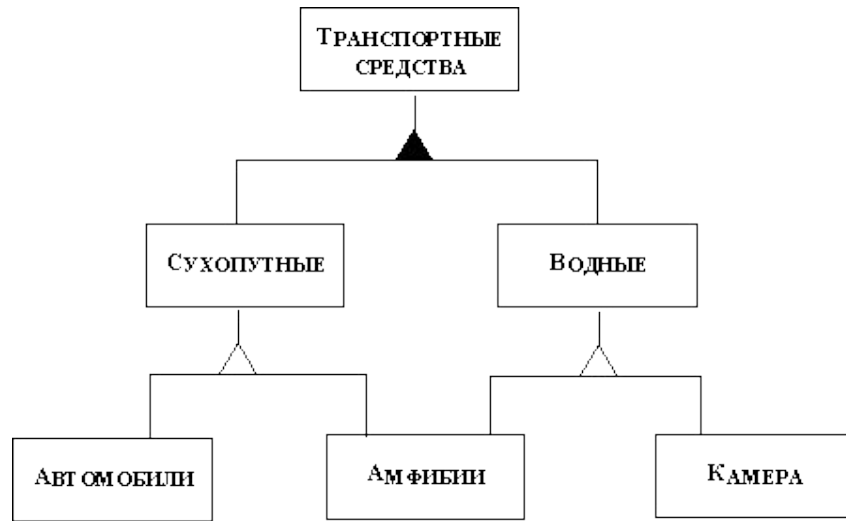 Транспортные
средства
Сухопутные
Водные
Автомобили
Амфибии
Камера